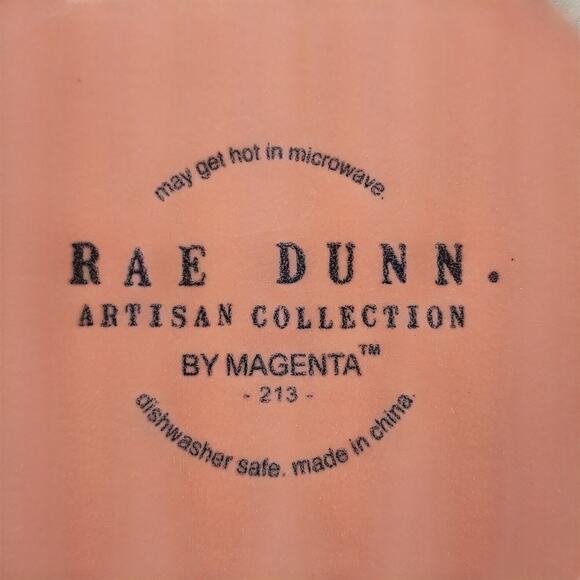 may get hot in microwave.
RAE DUNN.
ARTISAN COLLECTION
BY MAGENTA™
- 213 -
dishwasher safe. made in china.